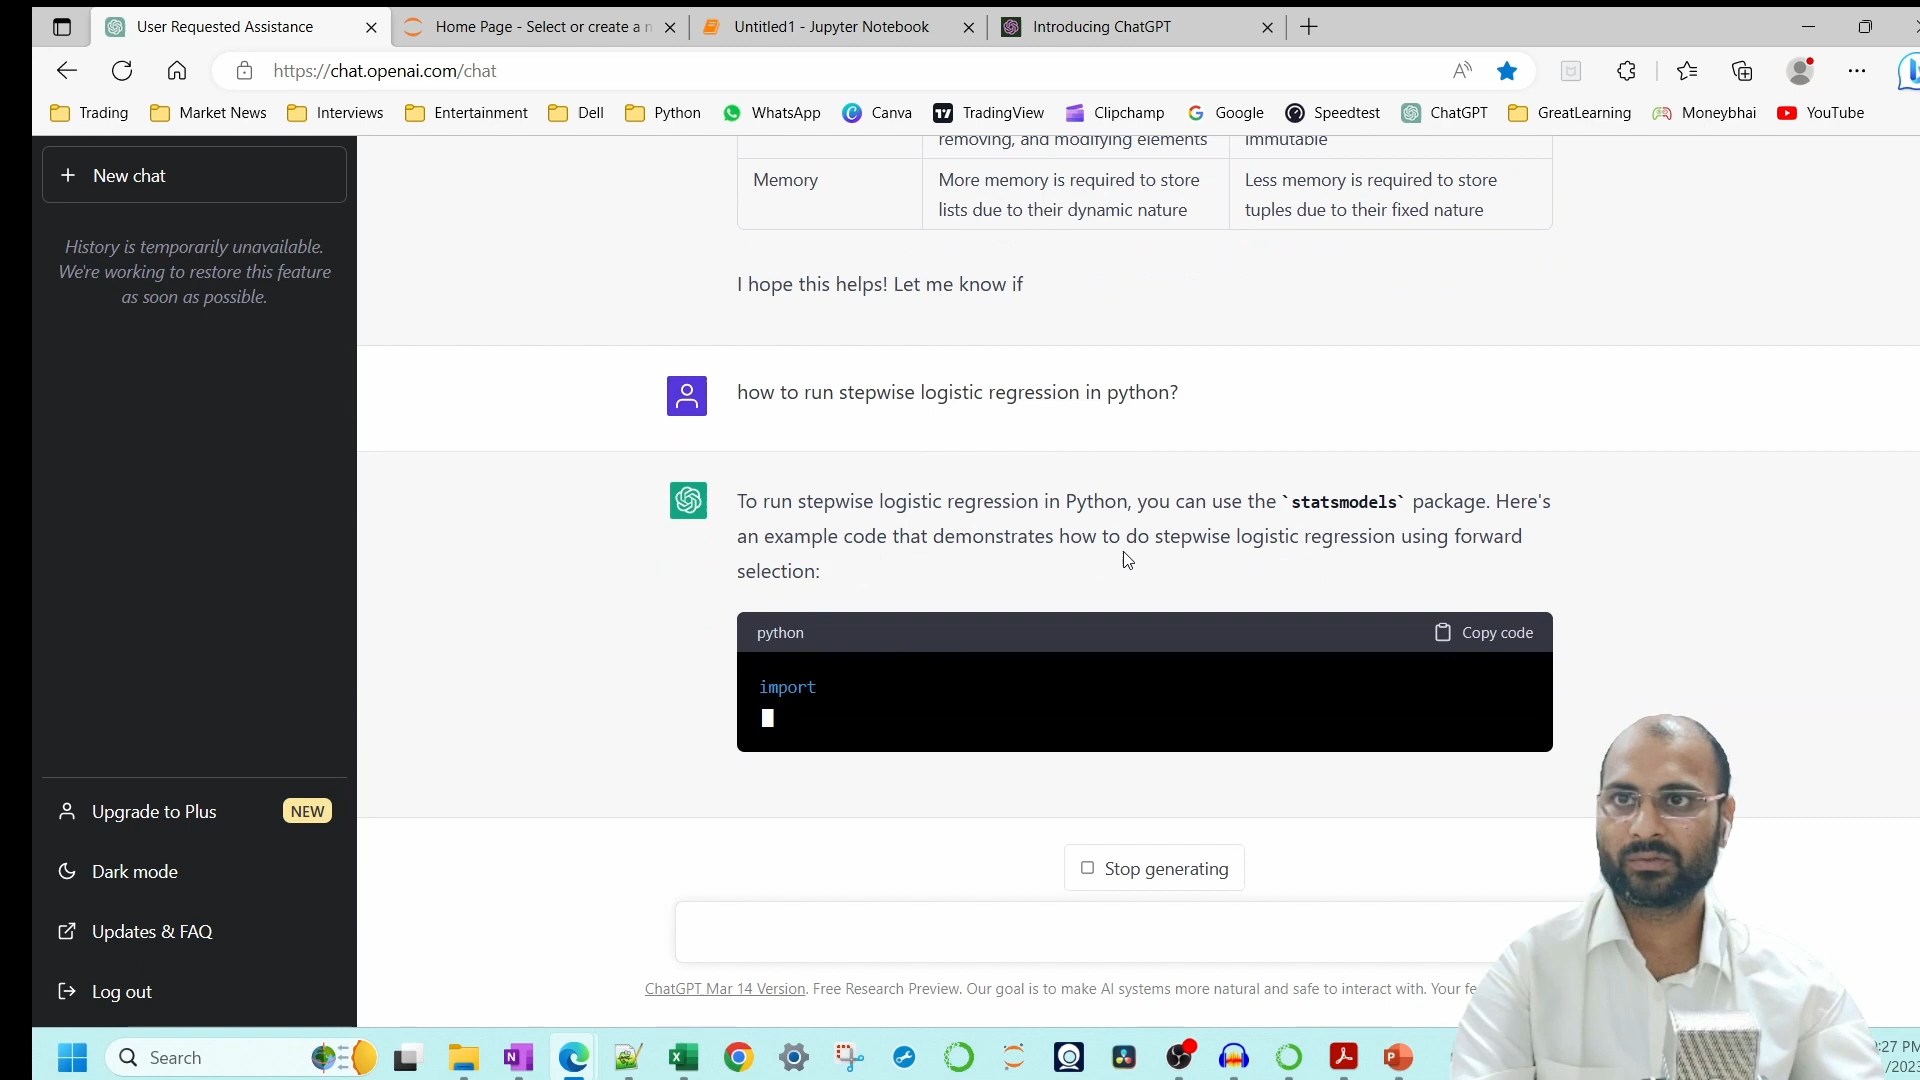 User Requested Assistance
Home Page - Select or create a n
Untitled1 - Jupyter Notebook
Introducing ChatGPT
https://chat.openai.com/chat
Trading
Market News
Interviews
Entertainment
Dell
Python
WhatsApp
Canva
TradingView
Clipchamp
Google
Speedtest
ChatGPT
GreatLearning
Moneybhai
YouTube
New chat
History is temporarily unavailable.
We're working to restore this feature
as soon as possible.
Upgrade to Plus
NEW
Dark mode
Updates & FAQ
Log out
removing, and modifying elements
immutable
Memory
More memory is required to store
lists due to their dynamic nature
Less memory is required to store
tuples due to their fixed nature
I hope this helps! Let me know if
how to run stepwise logistic regression in python?
To run stepwise logistic regression in Python, you can use the `statsmodels` package. Here's
an example code that demonstrates how to do stepwise logistic regression using forward
selection:
python
Copy code
import
Stop generating
ChatGPT Mar 14 Version. Free Research Preview. Our goal is to make AI systems more natural and safe to interact with. Your fe
Search
:27 PM
/2023